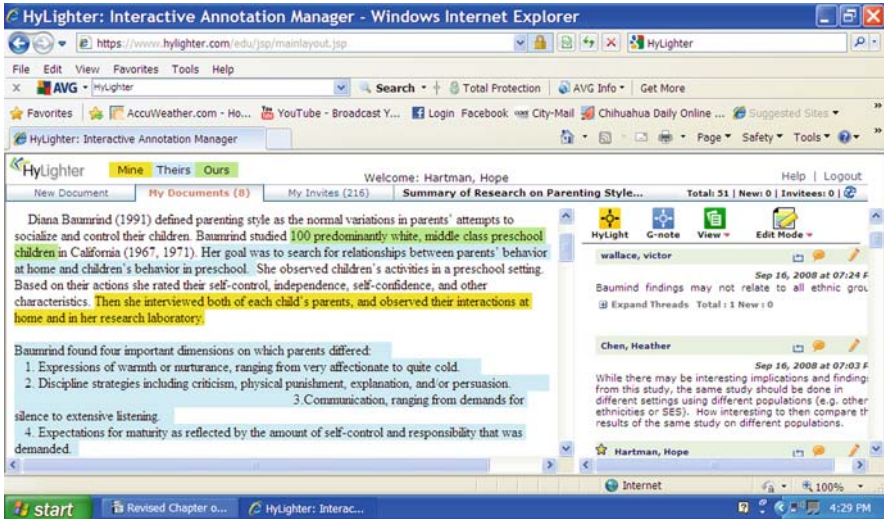 HyLighter: Interactive Annotation Manager - Windows Internet Explorer
https://www.hylighter.com/edu/jsp/mainlayout.jsp HyLighter
File Edit View Favorites Tools Help
x AVG HyLighter Search Total Protection AVG Info Get More
Favorites AccuWeather.com - Ho... YouTube - Broadcast Y... Login Facebook City-Mail Chihuahua Daily Online ... Suggested Sites »
HyLighter: Interactive Annotation Manager Page Safety Tools »
HyLighter Mine Theirs Ours Welcome: Hartman, Hope Help | Logout
New Document My Documents (8) My Invites (216) Summary of Research on Parenting Style... Total: 51 | New: 0 | Invitees: 0 |
Diana Baumrind (1991) defined parenting style as the normal variations in parents' attempts to
socialize and control their children. Baumrind studied 100 predominantly white, middle class preschool
children in California (1967, 1971). Her goal was to search for relationships between parents' behavior
at home and children's behavior in preschool. She observed children's activities in a preschool setting.
Based on their actions she rated their self-control, independence, self-confidence, and other
characteristics. Then she interviewed both of each child's parents, and observed their interactions at
home and in her research laboratory.
Baumrind found four important dimensions on which parents differed:
1. Expressions of warmth or nurturance, ranging from very affectionate to quite cold.
2. Discipline strategies including criticism, physical punishment, explanation, and/or persuasion.
3.Communication, ranging from demands for
silence to extensive listening.
4. Expectations for maturity as reflected by the amount of self-control and responsibility that was
demanded.
HyLight G-note View Edit Mode
wallace, victor
Sep 16, 2008 at 07:24 P
Baumind findings may not relate to all ethnic grou
Expand Threads Total : 1 New : 0
Chen, Heather
Sep 16, 2008 at 07:03 P
While there may be interesting implications and finding
from this study, the same study should be done in
different settings using different populations (e.g. other
ethnicities or SES). How interesting to then compare th
results of the same study on different populations.
Hartman, Hope
Internet 100%
start Revised Chapter o... HyLighter: Interac... 4:29 PM